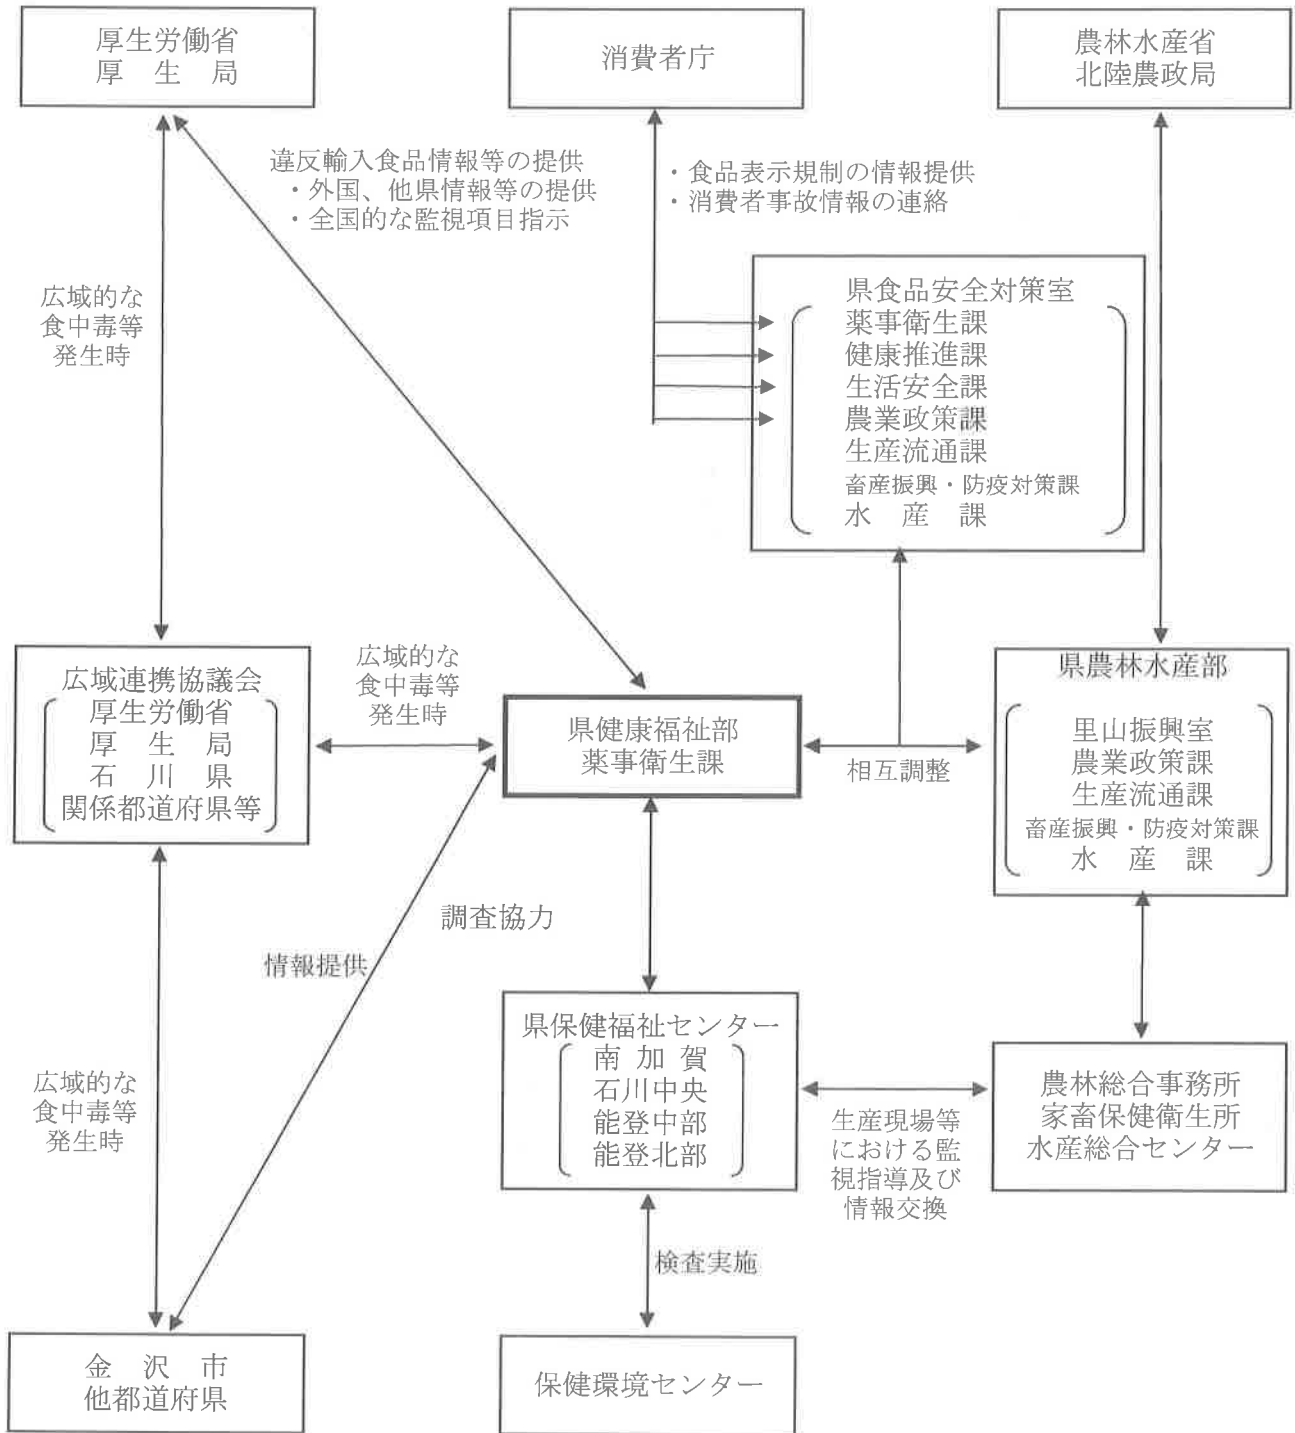 厚生労働省
厚　生　局
消費者庁
農林水産省
北陸農政局
違反輸入食品情報等の提供
・外国、他県情報等の提供
・全国的な監視項目指示
・食品表示規制の情報提供
・消費者事故情報の連絡
広域的な
食中毒等
発生時
県食品安全対策室
薬事衛生課
健康推進課
生活安全課
農業政策課
生産流通課
畜産振興・防疫対策課
水　産　課
広域連携協議会
厚生労働省
厚　生　局
石　川　県
関係都道府県等
広域的な
食中毒等
発生時
県健康福祉部
薬事衛生課
相互調整
県農林水産部
里山振興室
農業政策課
生産流通課
畜産振興・防疫対策課
水　産　課
調査協力
情報提供
広域的な
食中毒等
発生時
県保健福祉センター
南 加 賀
石川中央
能登中部
能登北部
生産現場等
における監
視指導及び
情報交換
農林総合事務所
家畜保健衛生所
水産総合センター
検査実施
金　沢　市
他都道府県
保健環境センター